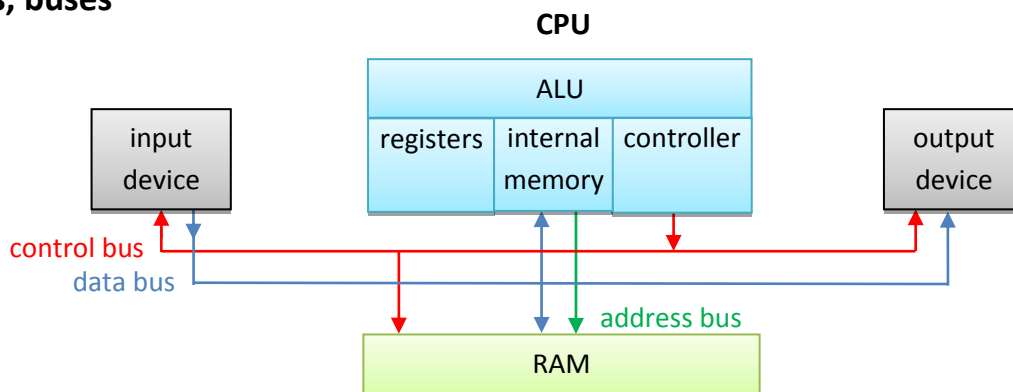 s, buses
CPU
ALU
input
device
registers
internal
memory
controller
output
device
control bus
data bus
address bus
RAM